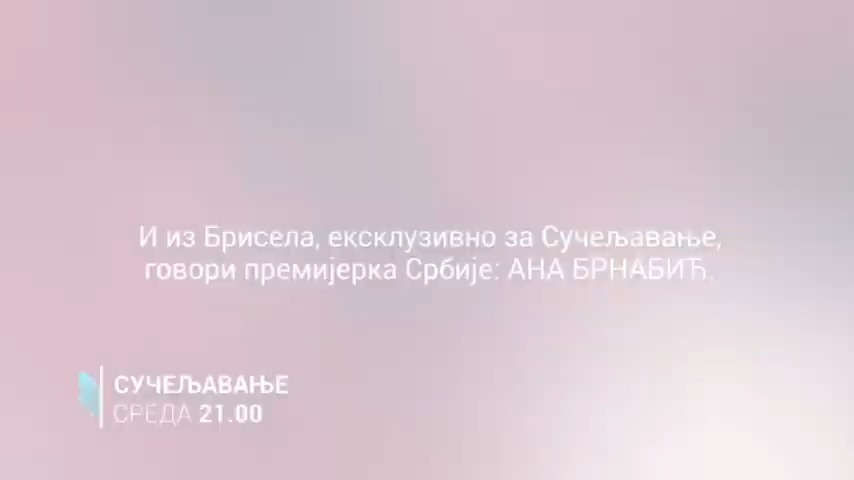 И из Брисела, ексклузивно за Сучељавање,
говори премијерка Србије: АНА БРНАБИЋ.
СУЧЕЉАВАЊЕ
СРЕДА 21.00